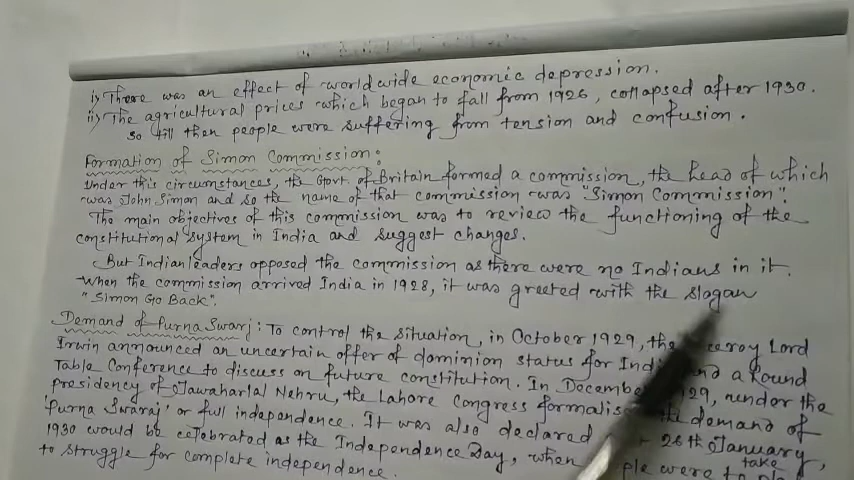 i) There was an effect of worldwide economic depression.
ii) The agricultural prices which began to fall from 1926, collapsed after 1930.
so till then people were suffering from tension and confusion.
Formation of Simon Commission:
Under this circumstances, the Govt. of Britain formed a commission, the head of which
was John Simon and so the name of that commission was "Simon Commission".
The main objectives of this commission was to review the functioning of the
constitutional system in India and suggest changes.
But Indian leaders opposed the commission as there were no Indians in it.
When the commission arrived India in 1928, it was greeted with the slogan
"Simon Go Back".
Demand of Purna Swarj: To control the situation, in October 1929, the Lord
Irwin announced an uncertain offer of dominion status for and a Round
Table Conference to discuss on future constitution. In under the
presidency of Jawaharlal Nehru, the Lahore Congress demand of
'Purna Swaraj' or full independence. It was also declared 26th January,
1930 would be celebrated as the Independence Day, when were to take
to struggle for complete independence.